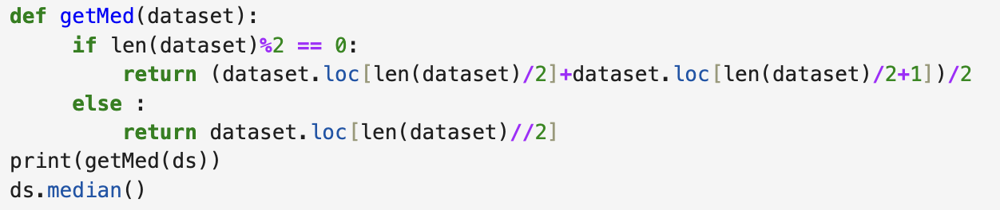 def getMed(dataset):
     if len(dataset)%2 == 0:
         return (dataset.loc[len(dataset)/2]+dataset.loc[len(dataset)/2+1])/2
     else :
         return dataset.loc[len(dataset)//2]
print(getMed(ds))
ds.median()